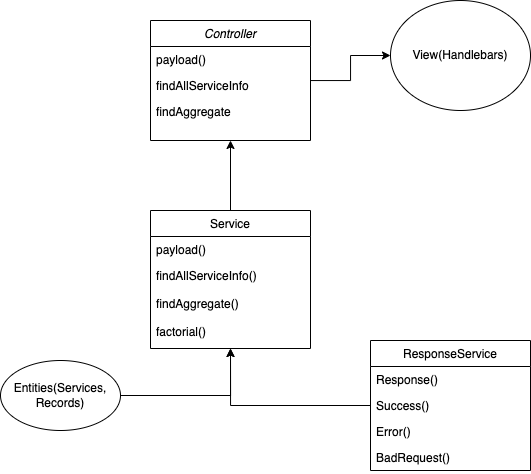 Controller
payload()
findAllServiceInfo
findAggregate
View(Handlebars)
Service
payload()
findAllServiceInfo()
findAggregate()
factorial()
Entities(Services,
Records)
ResponseService
Response()
Success()
Error()
BadRequest()